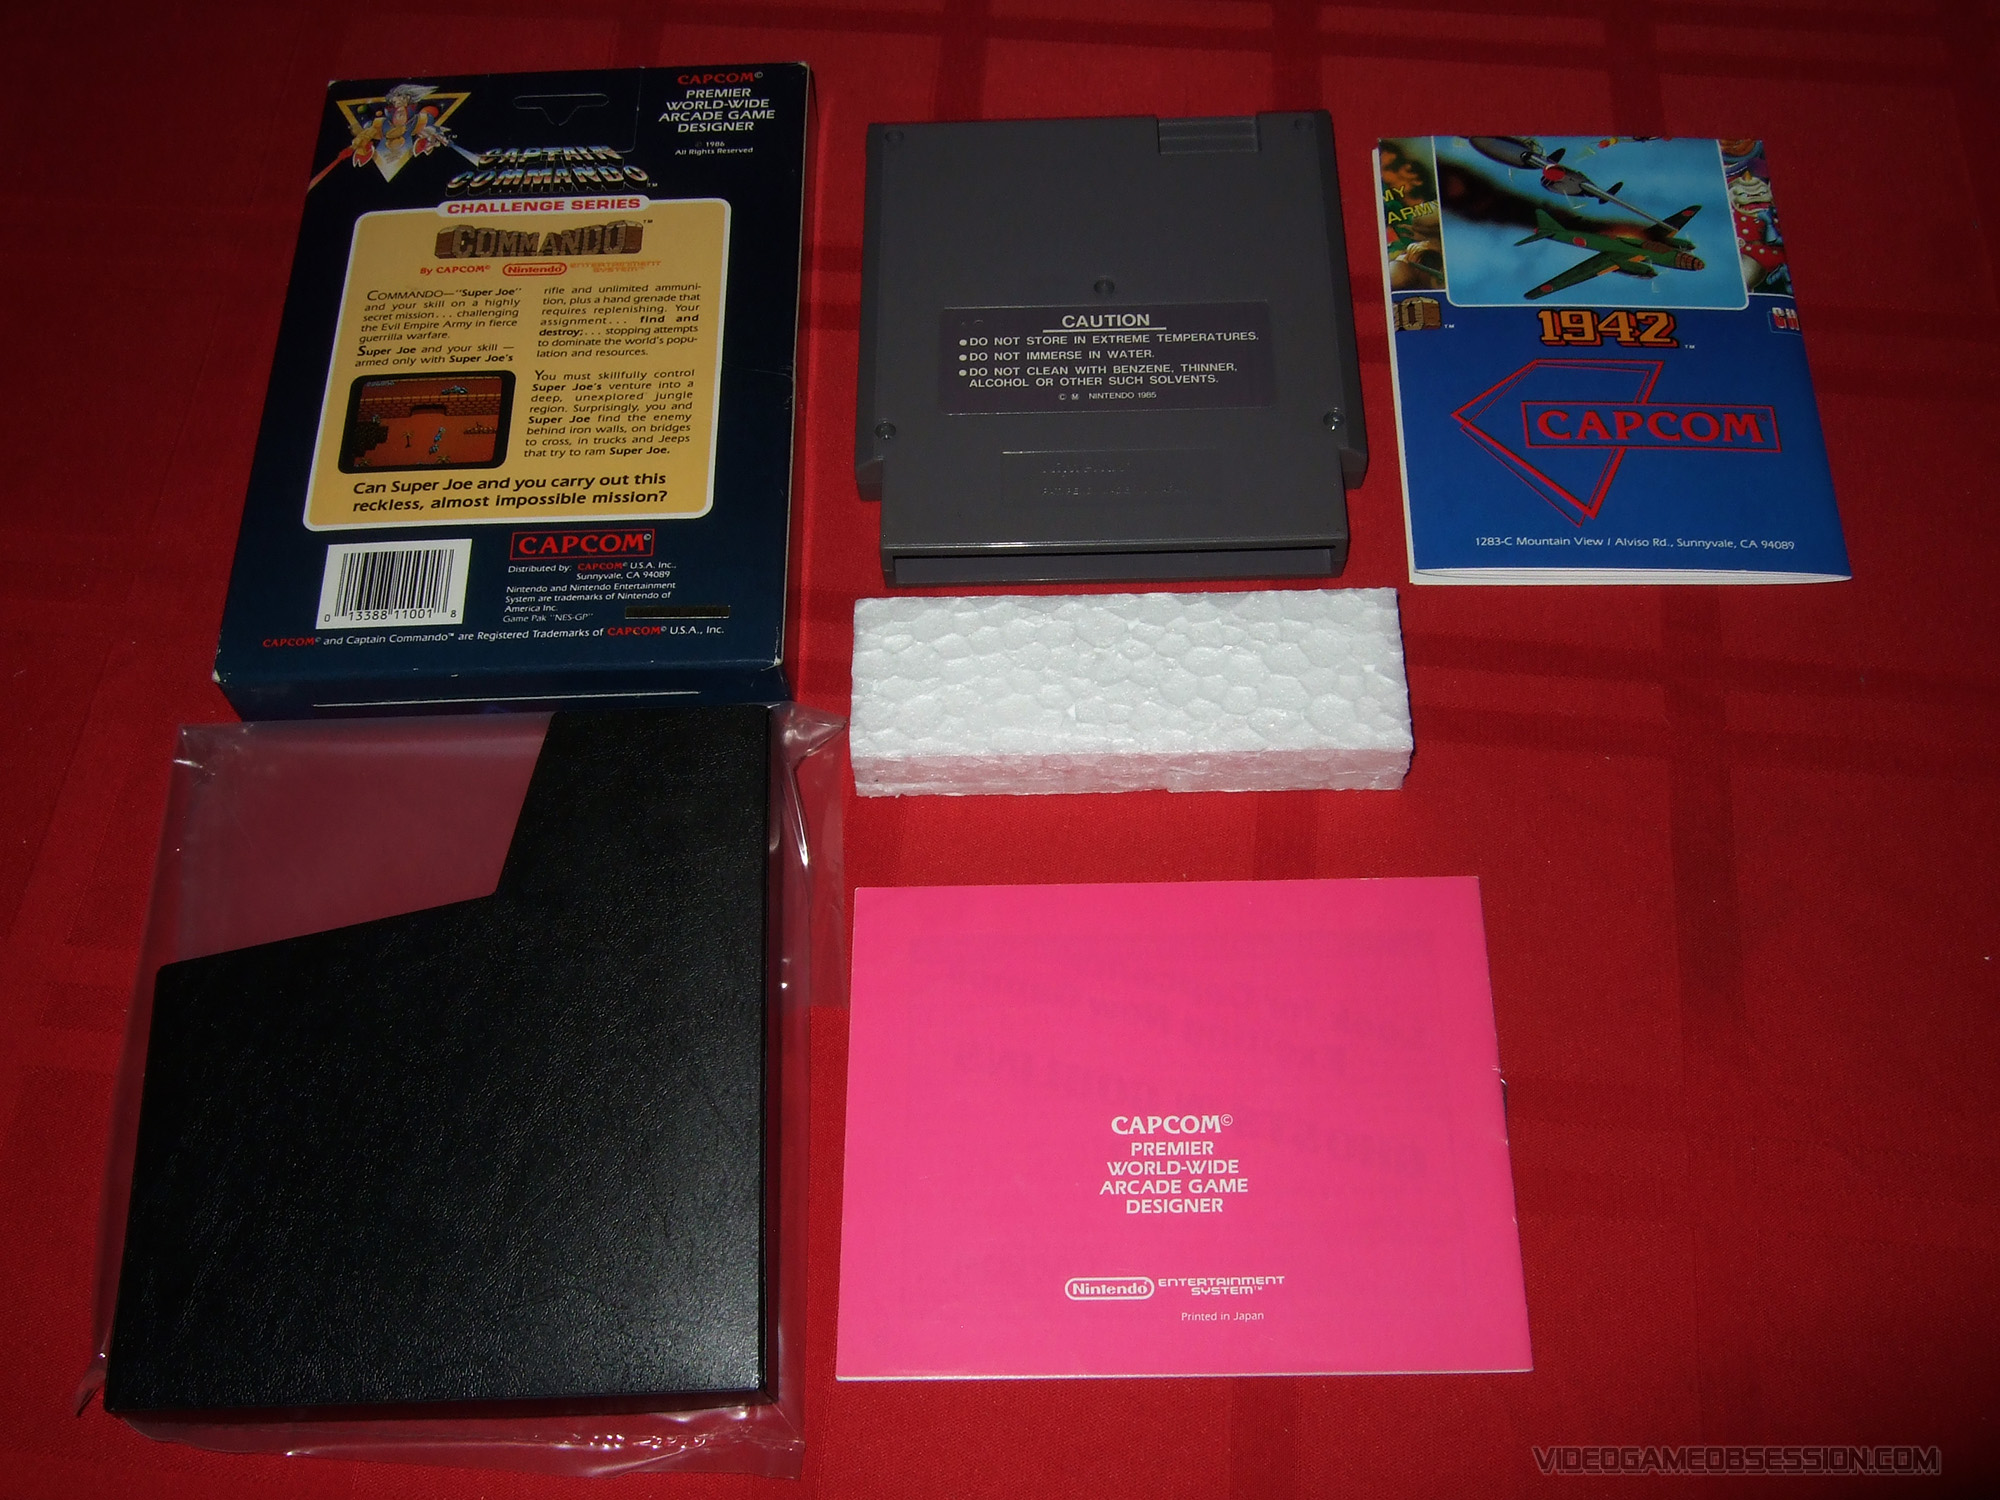 CAPCOM©
PREMIER
WORLD-WIDE
ARCADE GAME
DESIGNER
© 1986
All Rights Reserved
CAPTAIN
COMMANDO™
CHALLENGE SERIES
COMMANDO™
By CAPCOM®
Nintendo ENTERTAINMENT
SYSTEM™
COMMANDO—"Super Joe"
and your skill on a highly
secret mission... challenging
the Evil Empire Army in fierce
guerrilla warfare.
Super Joe and your skill —
armed only with Super Joe's
rifle and unlimited ammuni-
tion, plus a hand grenade that
requires replenishing. Your
assignment... find and
destroy;... stopping attempts
to dominate the world's popu-
lation and resources.
You must skillfully control
Super Joe's venture into a
deep, unexplored jungle
region. Surprisingly, you and
Super Joe find the enemy
behind iron walls, on bridges
to cross, in trucks and Jeeps
that try to ram Super Joe.
Can Super Joe and you carry out this
reckless, almost impossible mission?
0 13388 11001 8
CAPCOM©
Distributed by: CAPCOM® U.S.A. Inc.,
Sunnyvale, CA 94089
Nintendo and Nintendo Entertainment
System are trademarks of Nintendo of
America Inc.
Game Pak "NES-GP"
CAPCOM® and Captain Commando™ are Registered Trademarks of CAPCOM® U.S.A., Inc.
CAUTION
● DO NOT STORE IN EXTREME TEMPERATURES.
● DO NOT IMMERSE IN WATER.
● DO NOT CLEAN WITH BENZENE, THINNER,
ALCOHOL OR OTHER SUCH SOLVENTS.
© M NINTENDO 1985
MY
ARMY
O™
1942™
CAPCOM
1283-C Mountain View / Alviso Rd., Sunnyvale, CA 94089
CAPCOM©
PREMIER
WORLD-WIDE
ARCADE GAME
DESIGNER
Nintendo ENTERTAINMENT
SYSTEM™
Printed in Japan
VIDEOGAMEOBSESSION.COM